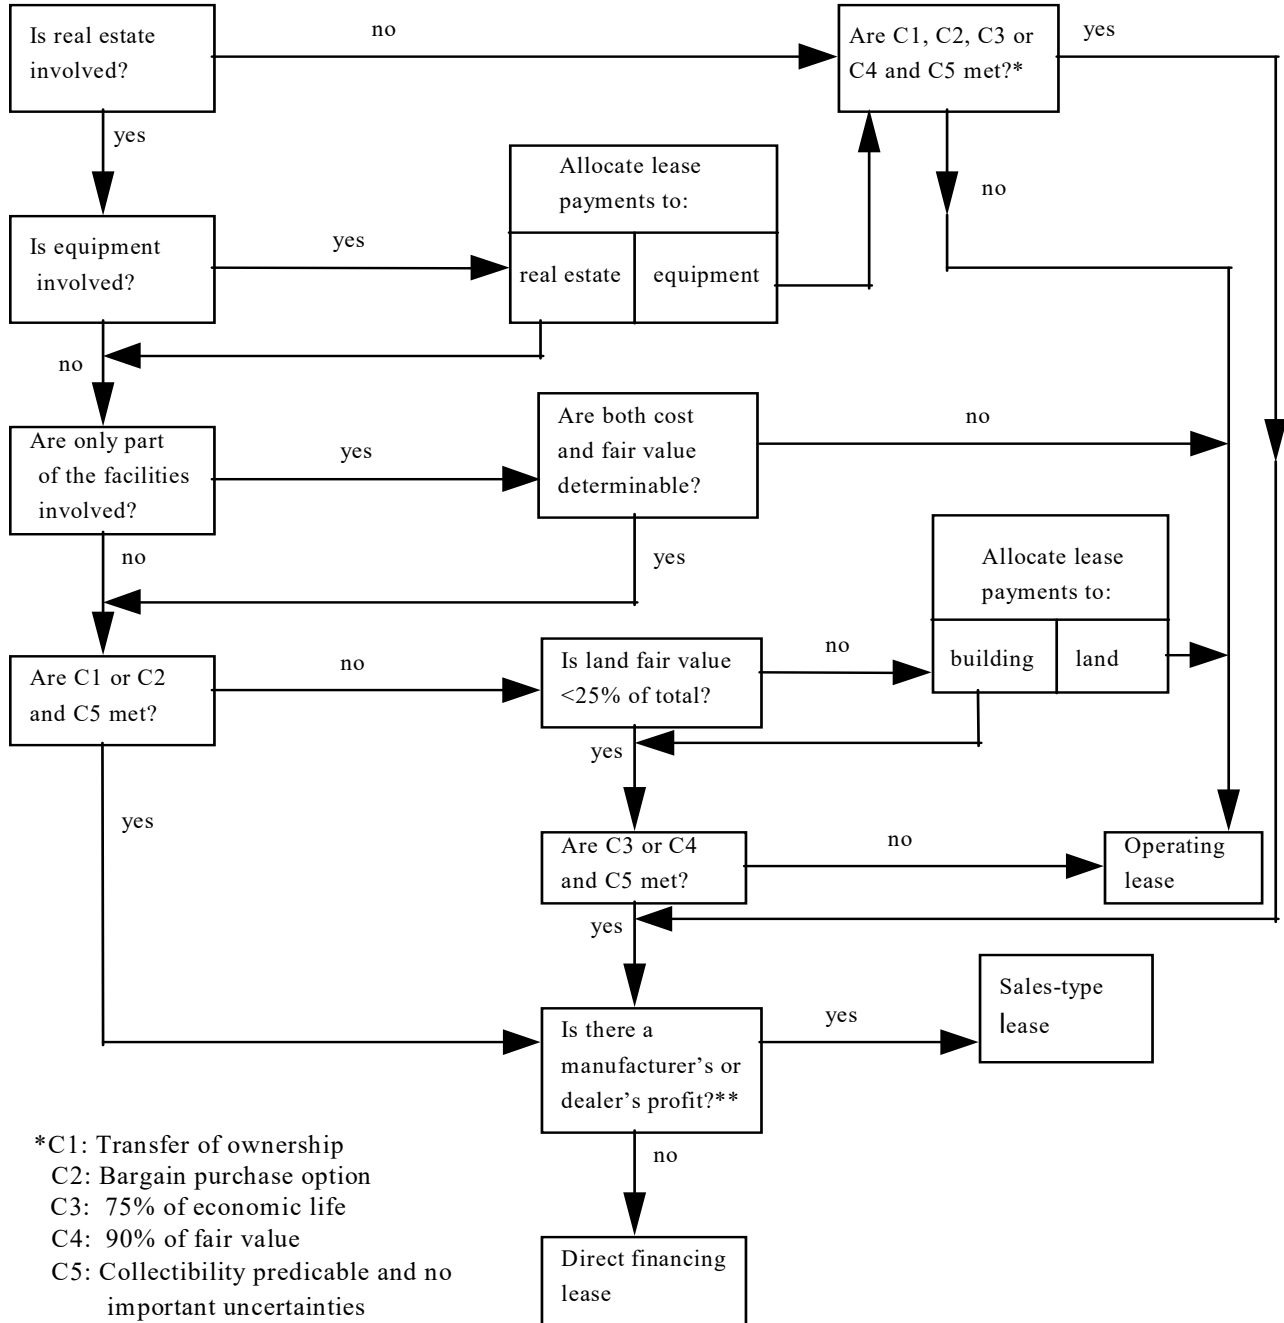 Is real estate
involved?
no
Are C1, C2, C3 or
C4 and C5 met?*
yes
yes
Allocate lease
payments to:
no
Is equipment
involved?
yes
real estate
equipment
no
Are only part
of the facilities
involved?
yes
Are both cost
and fair value
determinable?
no
no
yes
Allocate lease
payments to:
Are C1 or C2
and C5 met?
no
Is land fair value
<25% of total?
no
building
land
yes
yes
Are C3 or C4
and C5 met?
no
Operating
lease
yes
Is there a
manufacturer's or
dealer's profit?**
yes
Sales-type
lease
no
*C1: Transfer of ownership
C2: Bargain purchase option
C3: 75% of economic life
C4: 90% of fair value
C5: Collectibility predicable and no
important uncertainties
Direct financing
lease